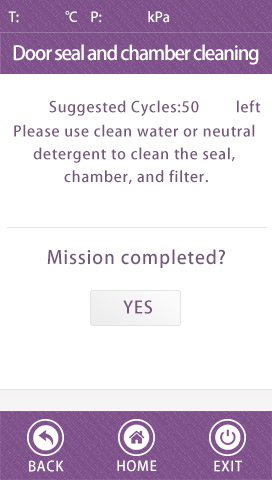 T: ℃ P: kPa
Door seal and chamber cleaning
Suggested Cycles:50 left
Please use clean water or neutral
detergent to clean the seal,
chamber, and filter.
Mission completed?
YES
BACK HOME EXIT